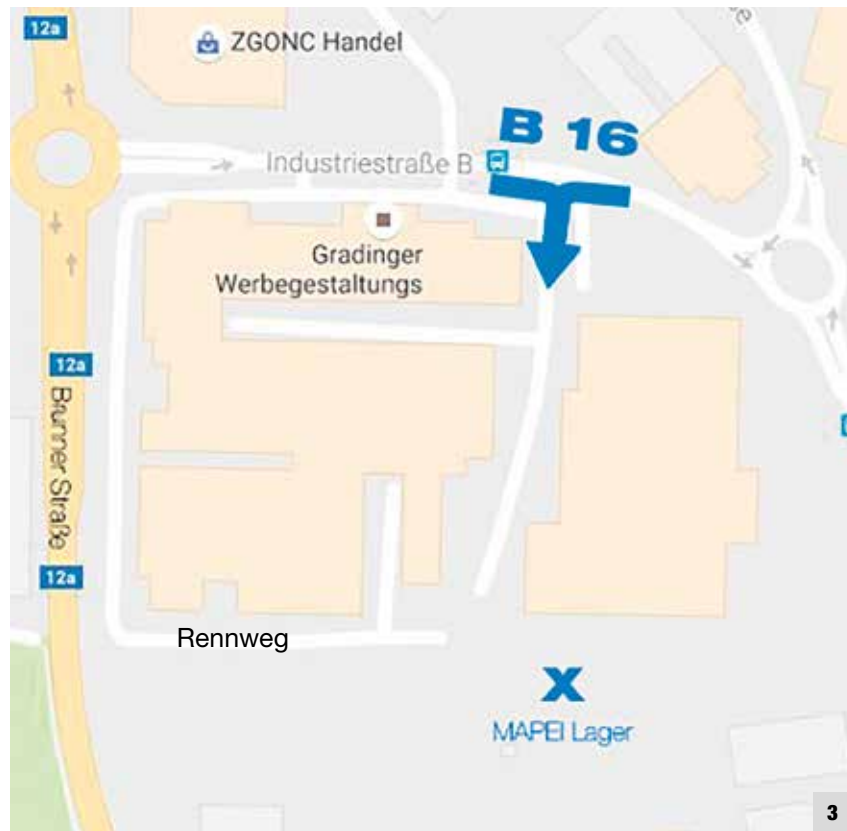 12a
ZGONC Handel
B 16
Industriestraße B
Gradinger
Werbegestaltungs
12a
Brunner Straße
12a
Rennweg
X
MAPEI Lager
3